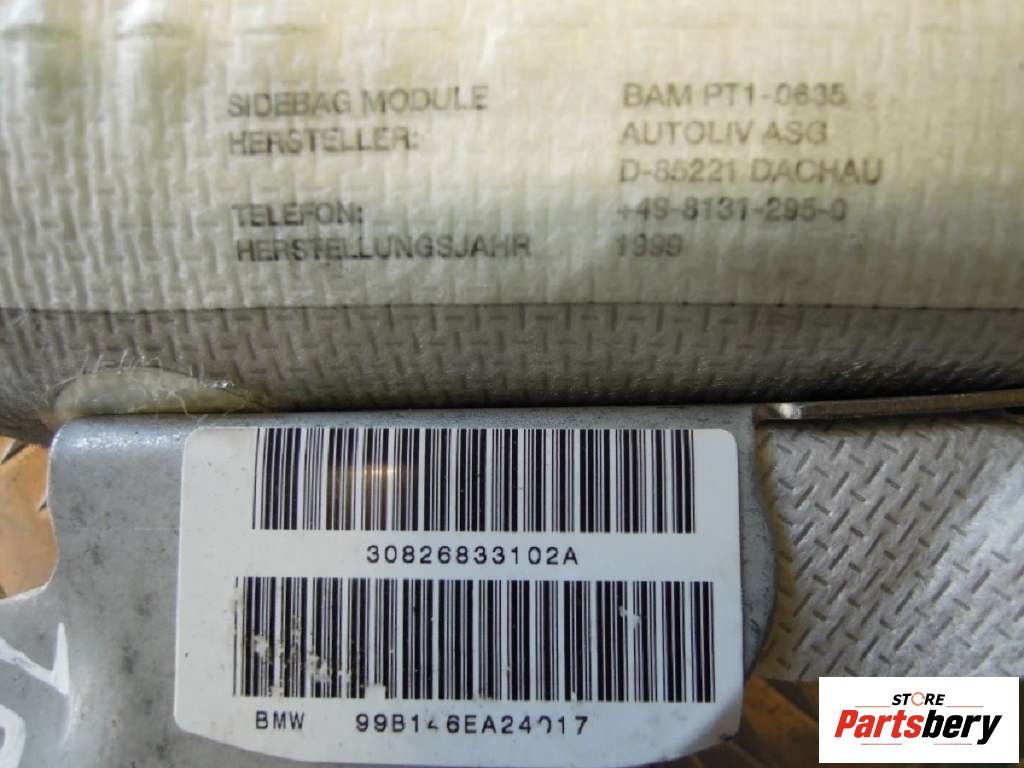 SIDEBAG MODULE BAM PT1-0635
HERSTELLER: AUTOLIV ASG
D-85221 DACHAU
TELEFON: +49-8131-295-0
HERSTELLUNGSJAHR 1999
30826833102A
BMW 99B146EA24017
STORE
Partsbery